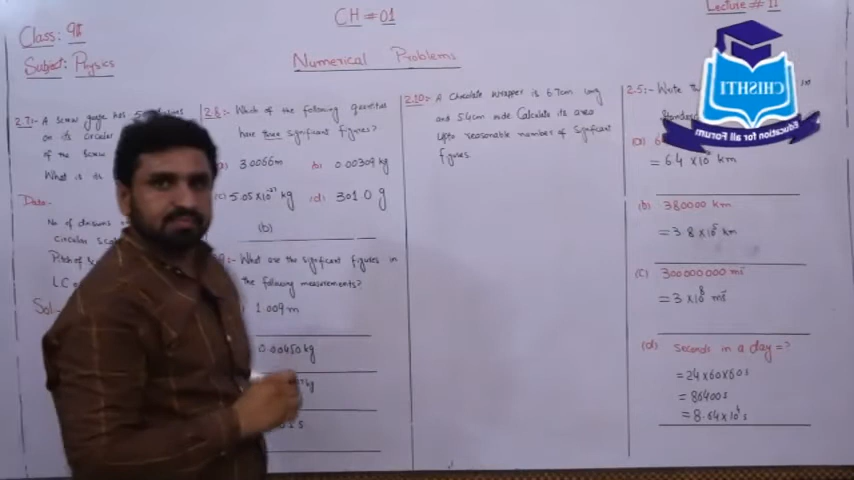 Class: 9th
Subject: Physics
CH # 01
Lecture # 11
Numerical Problems
2.7:- A screw gauge has
on its circular
of the screw
What is
Data:-
No of divisions
circular scale
Pitch of
LC
Sol:-
2.8:- Which of the following quantities
have three significant figures?
(a) 3.0066m (b) 0.00309 kg
(c) 5.05×10⁻²⁷ kg (d) 301.0 g
(b)
What are the significant figures in
the following measurements?
1.009 m
0.00450 kg
2.10:- A Chocolate wrapper is 6.7cm long
and 5.4cm wide. Calculate its area
upto reasonable number of significant
figures.
2.5:- Write
Standard
(a)
km
(b) 380000 km
= 3.8 ×10⁵ km
(c) 300000000 ms⁻¹
= 3 ×10⁸ ms⁻¹
(d) Seconds in a day = ?
= 24×60×60 s
= 86400 s
= 8.64×10⁴ s
CHISHTI
Education for all Forum